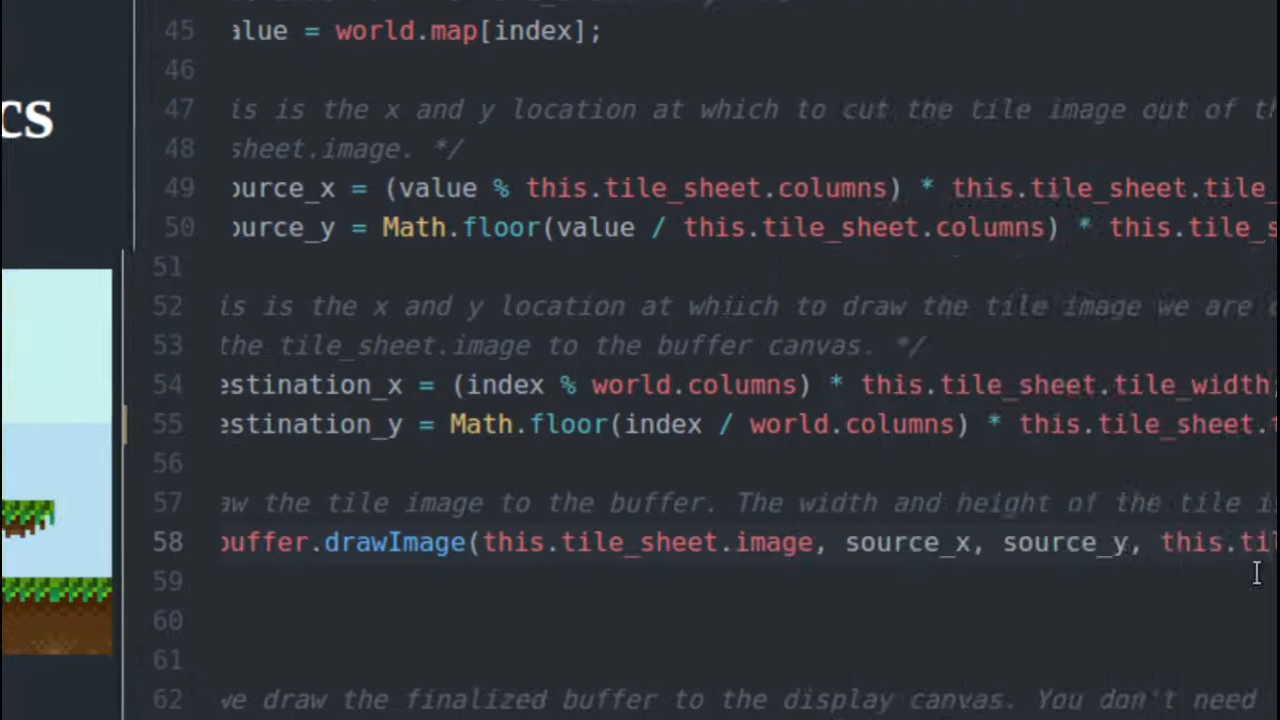 45 alue = world.map[index];
46
cs
47 is is the x and y location at which to cut the tile image out of th
48 sheet.image. */
49 ource_x = (value % this.tile_sheet.columns) * this.tile_sheet.tile_
50 ource_y = Math.floor(value / this.tile_sheet.columns) * this.tile_s
51
52 is is the x and y location at which to draw the tile image we are
53 the tile_sheet.image to the buffer canvas. */
54 estination_x = (index % world.columns) * this.tile_sheet.tile_width
55 estination_y = Math.floor(index / world.columns) * this.tile_sheet.
56
57 aw the tile image to the buffer. The width and height of the tile i
58 buffer.drawImage(this.tile_sheet.image, source_x, source_y, this.til
59
60
61
62 we draw the finalized buffer to the display canvas. You don't need